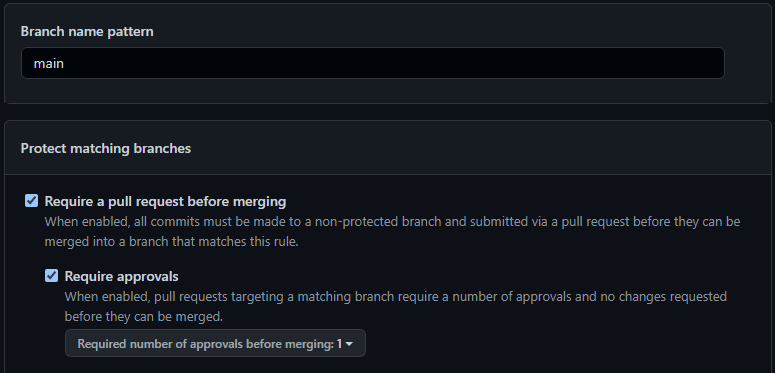 Branch name pattern
main
Protect matching branches
Require a pull request before merging
When enabled, all commits must be made to a non-protected branch and submitted via a pull request before they can be
merged into a branch that matches this rule.
Require approvals
When enabled, pull requests targeting a matching branch require a number of approvals and no changes requested
before they can be merged.
Required number of approvals before merging: 1